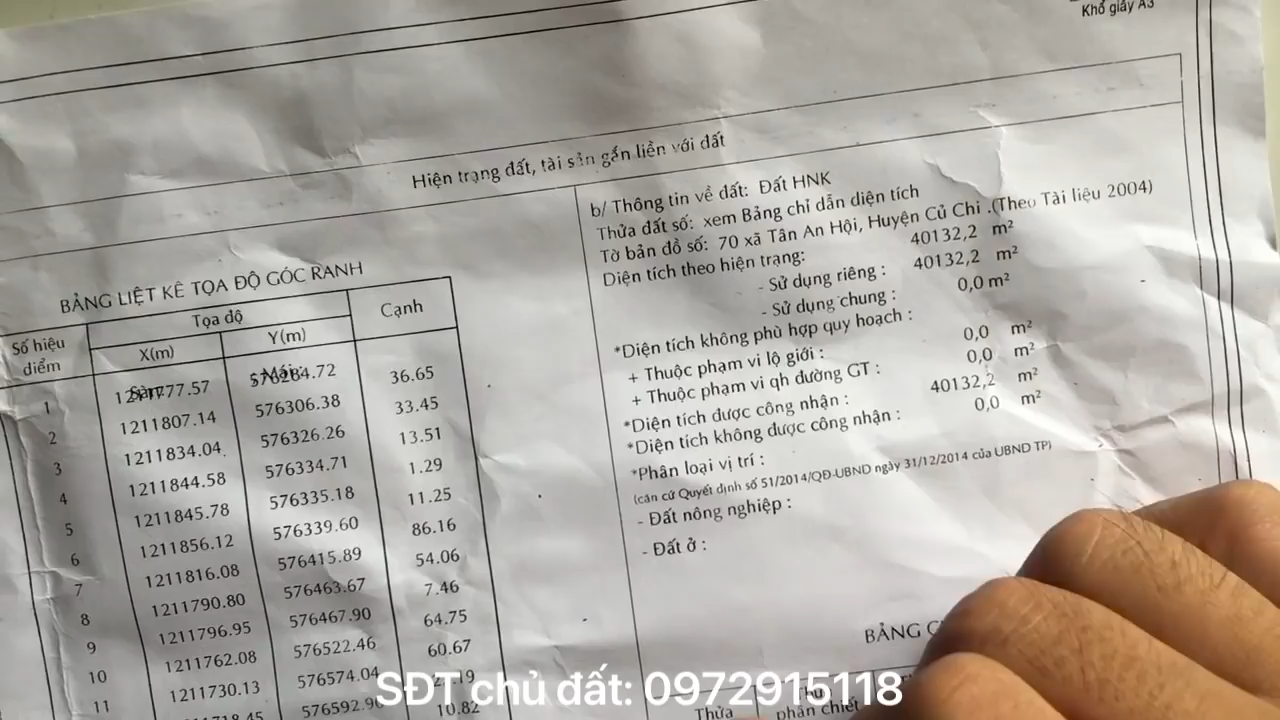 Khổ giấy A3
Hiện trạng đất, tài sản gắn liền với đất
BẢNG LIỆT KÊ TỌA ĐỘ GÓC RANH
Số hiệu điểm Tọa độ Cạnh
X(m) Y(m)
1 1211777.57 576284.72
36.65
2 1211807.14 576306.38
33.45
3 1211834.04 576326.26
13.51
4 1211844.58 576334.71
1.29
5 1211845.78 576335.18
11.25
6 1211856.12 576339.60
86.16
7 1211816.08 576415.89
54.06
8 1211790.80 576463.67
7.46
9 1211796.95 576467.90
64.75
10 1211762.08 576522.46
60.67
11 1211730.13 576574.04
576592.90
10.82
b/ Thông tin về đất: Đất HNK
Thửa đất số: xem Bảng chỉ dẫn diện tích
Tờ bản đồ số: 70 xã Tân An Hội, Huyện Củ Chi .(Theo Tài liệu 2004)
Diện tích theo hiện trạng: 40132,2 m²
- Sử dụng riêng : 40132,2 m²
- Sử dụng chung : 0,0 m²
*Diện tích không phù hợp quy hoạch :
+ Thuộc phạm vi lộ giới : 0,0 m²
+ Thuộc phạm vi qh đường GT : 0,0 m²
*Diện tích được công nhận : 40132,2 m²
*Diện tích không được công nhận : 0,0 m²
*Phân loại vị trí :
(căn cứ Quyết định số 51/2014/QĐ-UBND ngày 31/12/2014 của UBND TP)
- Đất nông nghiệp :
- Đất ở :
BẢNG
Thửa phân chiết
SĐT chủ đất: 0972915118